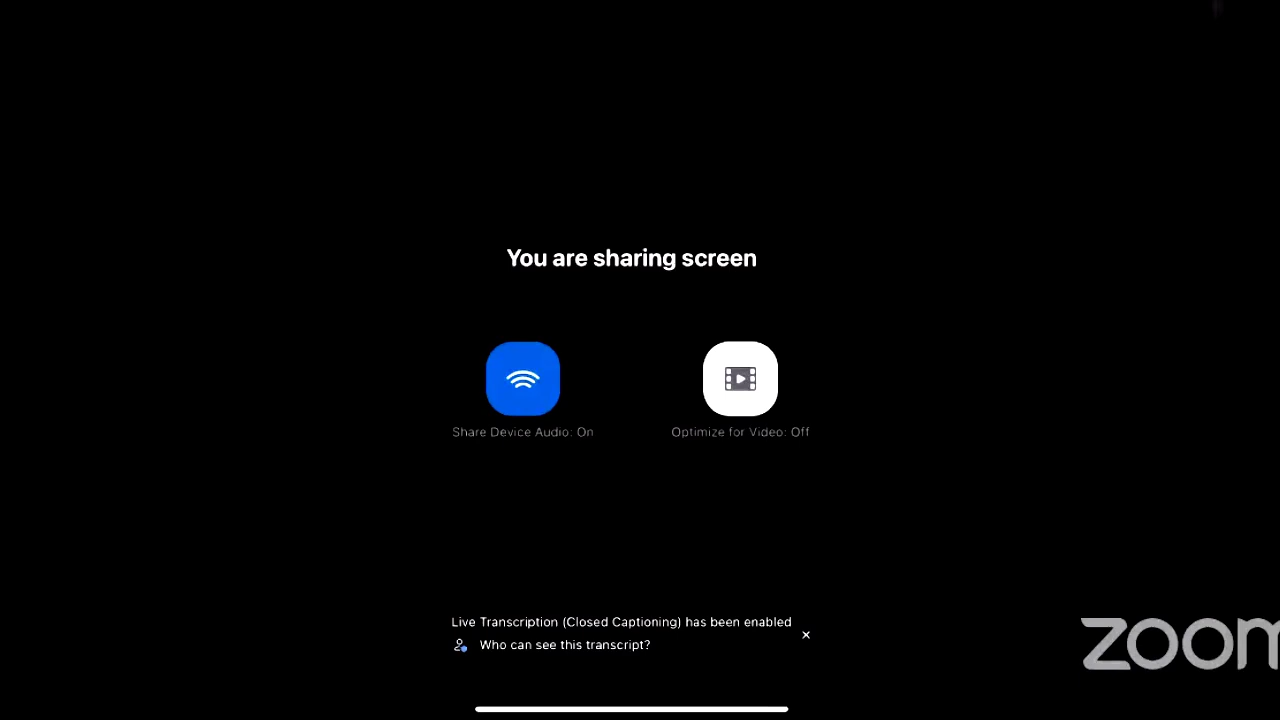 You are sharing screen
Share Device Audio: On
Optimize for Video: Off
Live Transcription (Closed Captioning) has been enabled
Who can see this transcript?
zoom